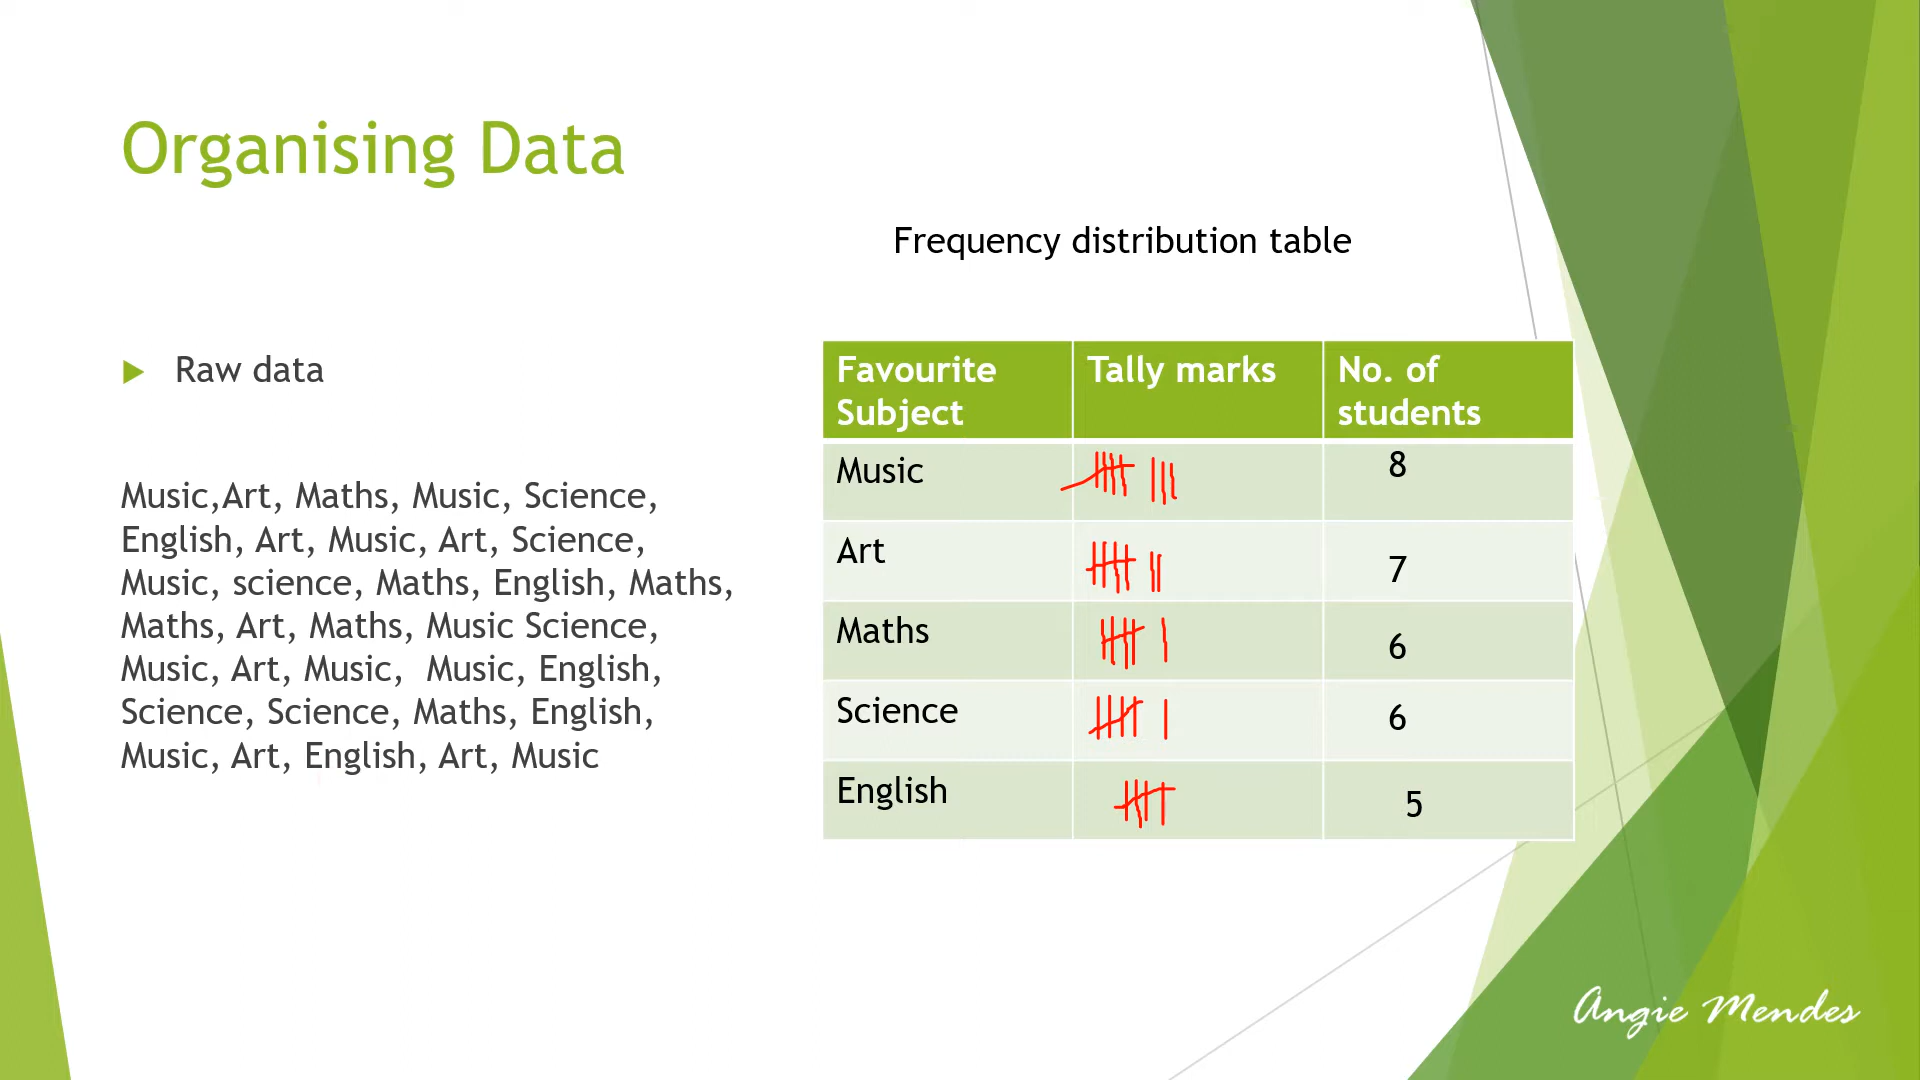 Organising Data
Frequency distribution table
Raw data
Music,Art, Maths, Music, Science,
English, Art, Music, Art, Science,
Music, science, Maths, English, Maths,
Maths, Art, Maths, Music Science,
Music, Art, Music,  Music, English,
Science, Science, Maths, English,
Music, Art, English, Art, Music
Favourite Subject Tally marks No. of students
Music 8
Art 7
Maths 6
Science 6
English 5
Angie Mendes